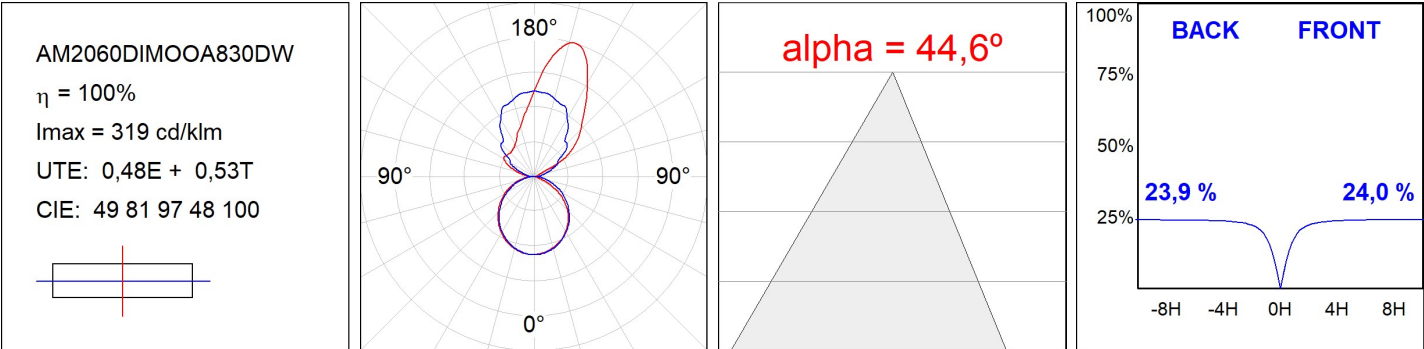 AM2060DIMOOA830DW
η = 100%
Imax = 319 cd/klm
UTE:  0,48E +  0,53T
CIE:  49 81 97 48 100
180°
90°
90°
0°
alpha = 44,6º
100%
BACK
FRONT
75%
50%
23,9 %
24,0 %
25%
-8H
-4H
0H
4H
8H